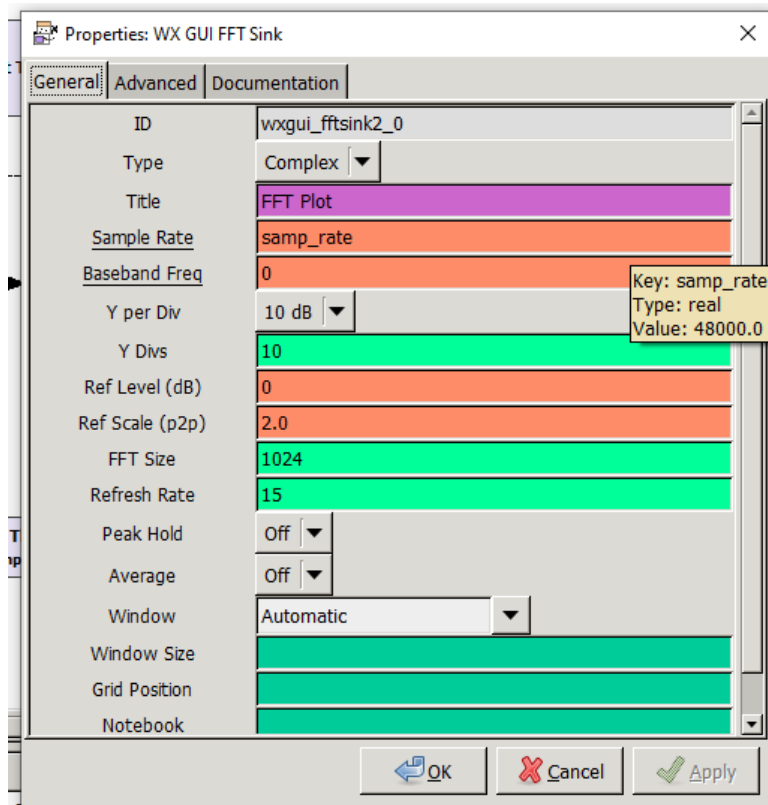 Properties: WX GUI FFT Sink
General Advanced Documentation
ID wxgui_fftsink2_0
Type Complex
Title FFT Plot
Sample Rate samp_rate
Baseband Freq 0
Key: samp_rate
Type: real
Value: 48000.0
Y per Div 10 dB
Y Divs 10
Ref Level (dB) 0
Ref Scale (p2p) 2.0
FFT Size 1024
Refresh Rate 15
Peak Hold Off
Average Off
Window Automatic
Window Size
Grid Position
Notebook
OK Cancel Apply